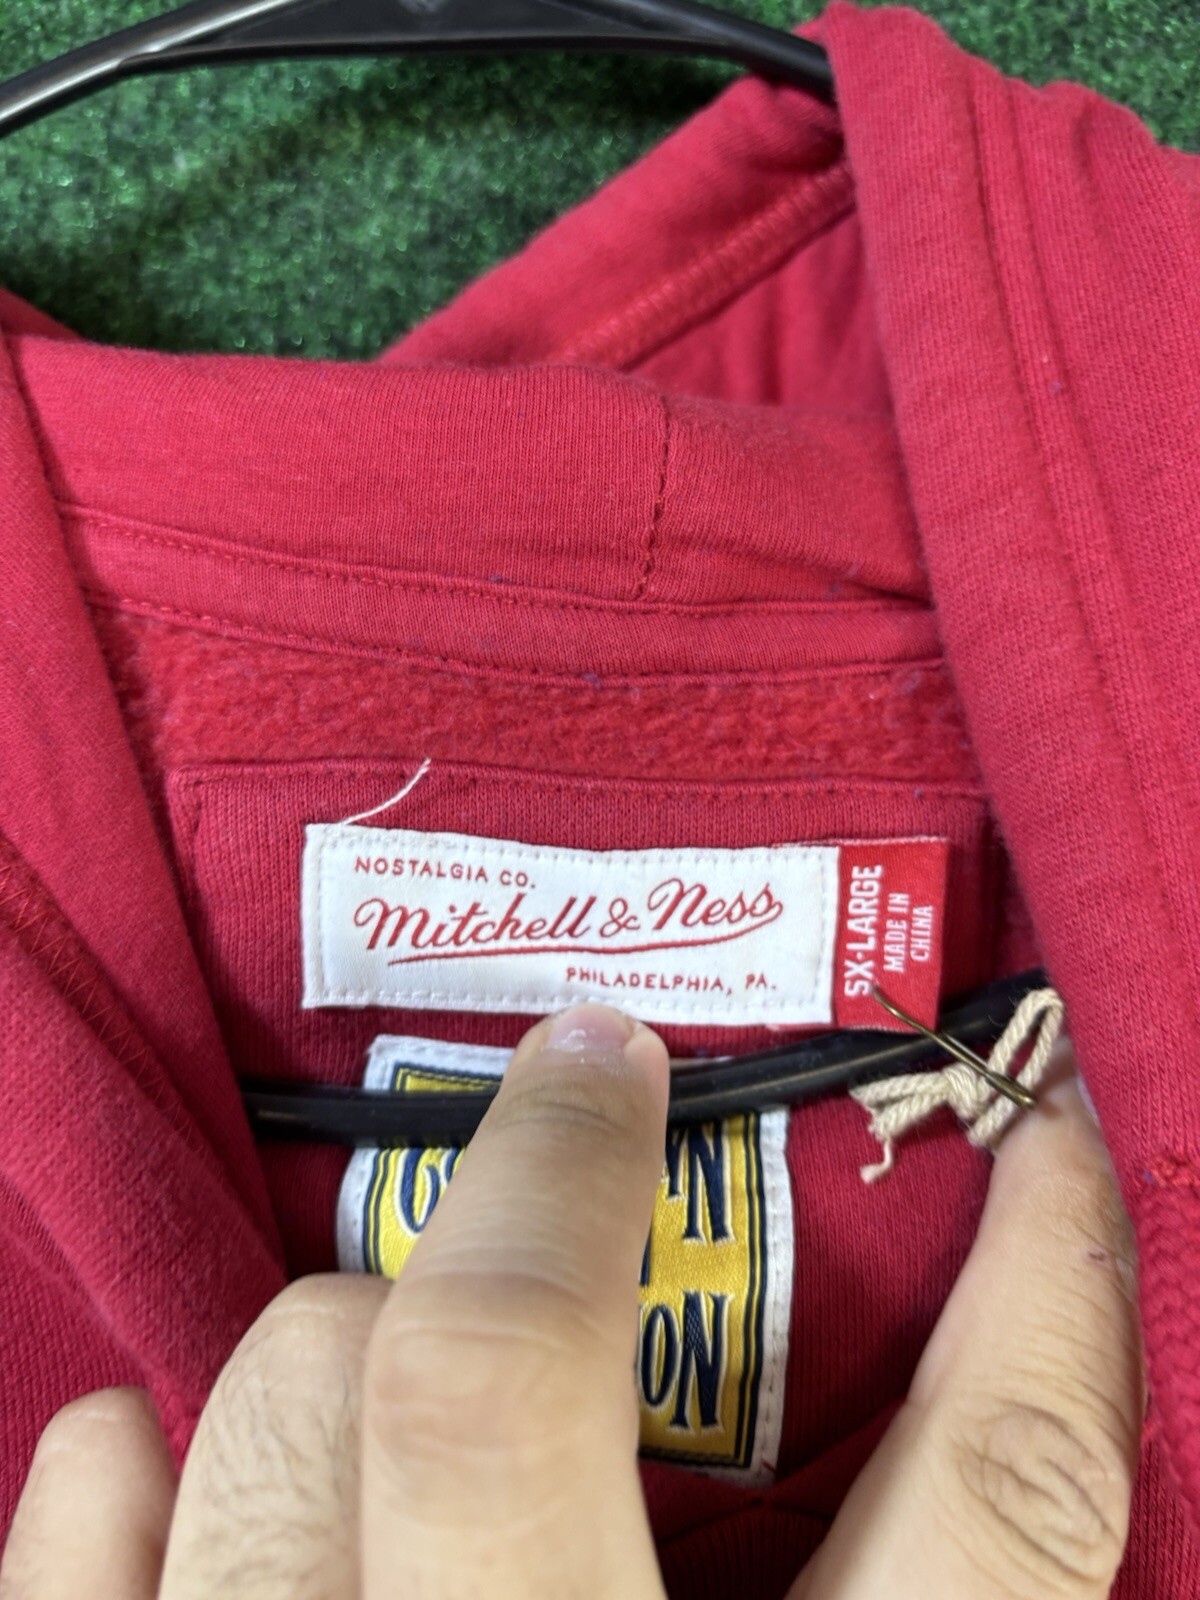 NOSTALGIA CO.
Mitchell & Ness
PHILADELPHIA, PA.
5X-LARGE
MADE IN
CHINA